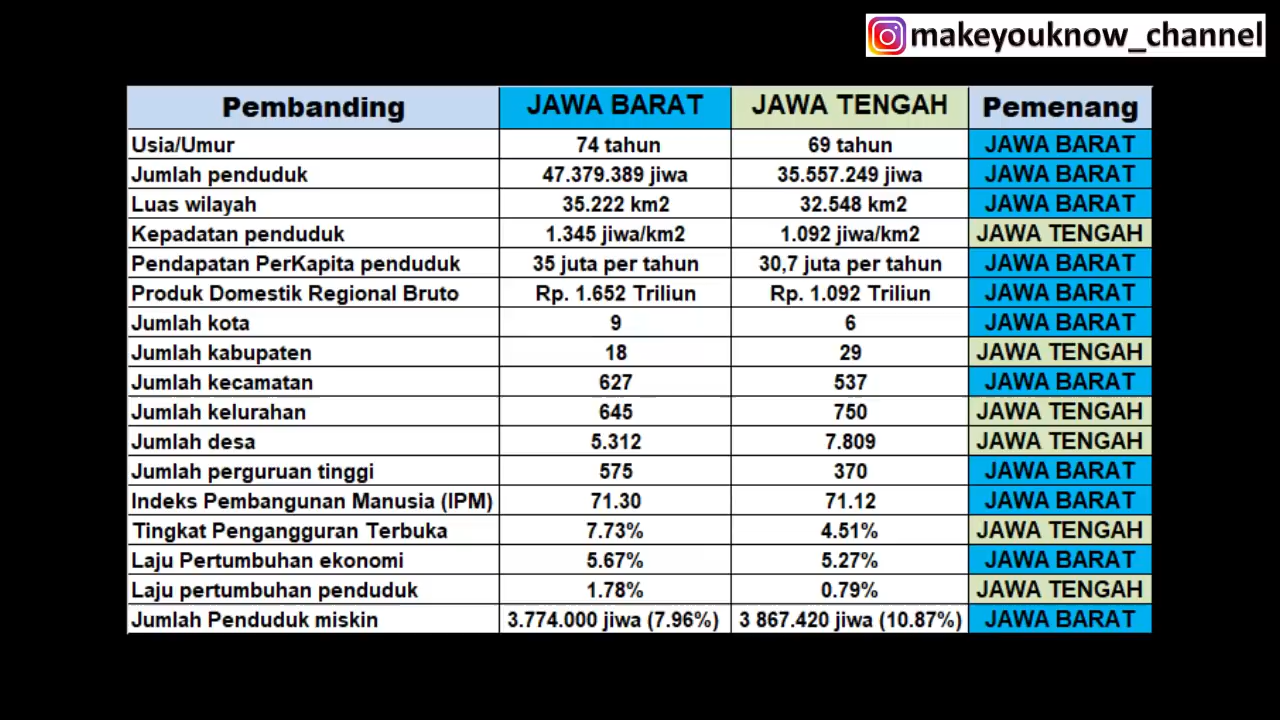 makeyouknow_channel
Pembanding JAWA BARAT JAWA TENGAH Pemenang
Usia/Umur 74 tahun 69 tahun JAWA BARAT
Jumlah penduduk 47.379.389 jiwa 35.557.249 jiwa JAWA BARAT
Luas wilayah 35.222 km2 32.548 km2 JAWA BARAT
Kepadatan penduduk 1.345 jiwa/km2 1.092 jiwa/km2 JAWA TENGAH
Pendapatan PerKapita penduduk 35 juta per tahun 30,7 juta per tahun JAWA BARAT
Produk Domestik Regional Bruto Rp. 1.652 Triliun Rp. 1.092 Triliun JAWA BARAT
Jumlah kota 9 6 JAWA BARAT
Jumlah kabupaten 18 29 JAWA TENGAH
Jumlah kecamatan 627 537 JAWA BARAT
Jumlah kelurahan 645 750 JAWA TENGAH
Jumlah desa 5.312 7.809 JAWA TENGAH
Jumlah perguruan tinggi 575 370 JAWA BARAT
Indeks Pembangunan Manusia (IPM) 71.30 71.12 JAWA BARAT
Tingkat Pengangguran Terbuka 7.73% 4.51% JAWA TENGAH
Laju Pertumbuhan ekonomi 5.67% 5.27% JAWA BARAT
Laju pertumbuhan penduduk 1.78% 0.79% JAWA TENGAH
Jumlah Penduduk miskin 3.774.000 jiwa (7.96%) 3 867.420 jiwa (10.87%) JAWA BARAT